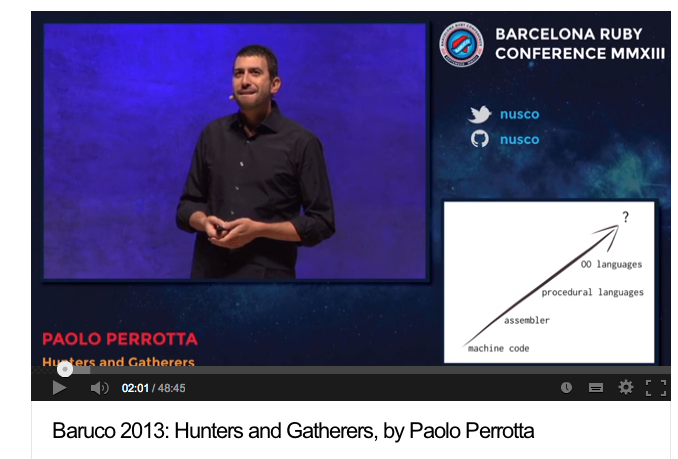 BARCELONA RUBY
CONFERENCE MMXIII
nusco
nusco
?
OO languages
procedural languages
assembler
machine code
PAOLO PERROTTA
Hunters and Gatherers
02:01 / 48:45
Baruco 2013: Hunters and Gatherers, by Paolo Perrotta